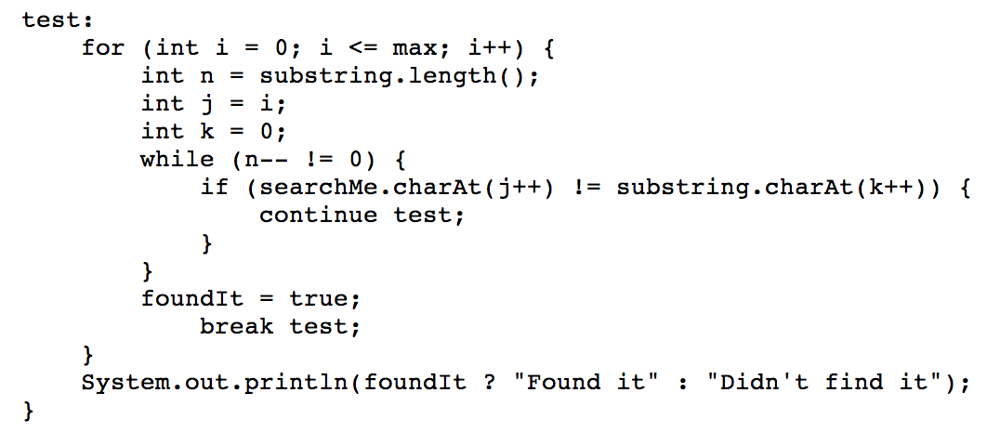 test:
    for (int i = 0; i <= max; i++) {
        int n = substring.length();
        int j = i;
        int k = 0;
        while (n-- != 0) {
            if (searchMe.charAt(j++) != substring.charAt(k++)) {
                continue test;
            }
        }
        foundIt = true;
            break test;
    }
    System.out.println(foundIt ? "Found it" : "Didn't find it");
}